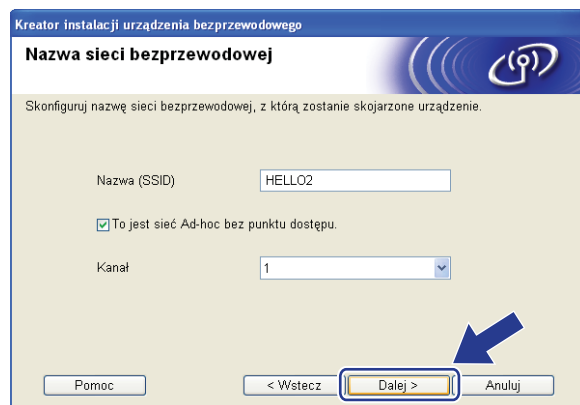 Kreator instalacji urządzenia bezprzewodowego
Nazwa sieci bezprzewodowej
Skonfiguruj nazwę sieci bezprzewodowej, z którą zostanie skojarzone urządzenie.
Nazwa (SSID) HELLO2
To jest sieć Ad-hoc bez punktu dostępu.
Kanał 1
Pomoc < Wstecz Dalej > Anuluj